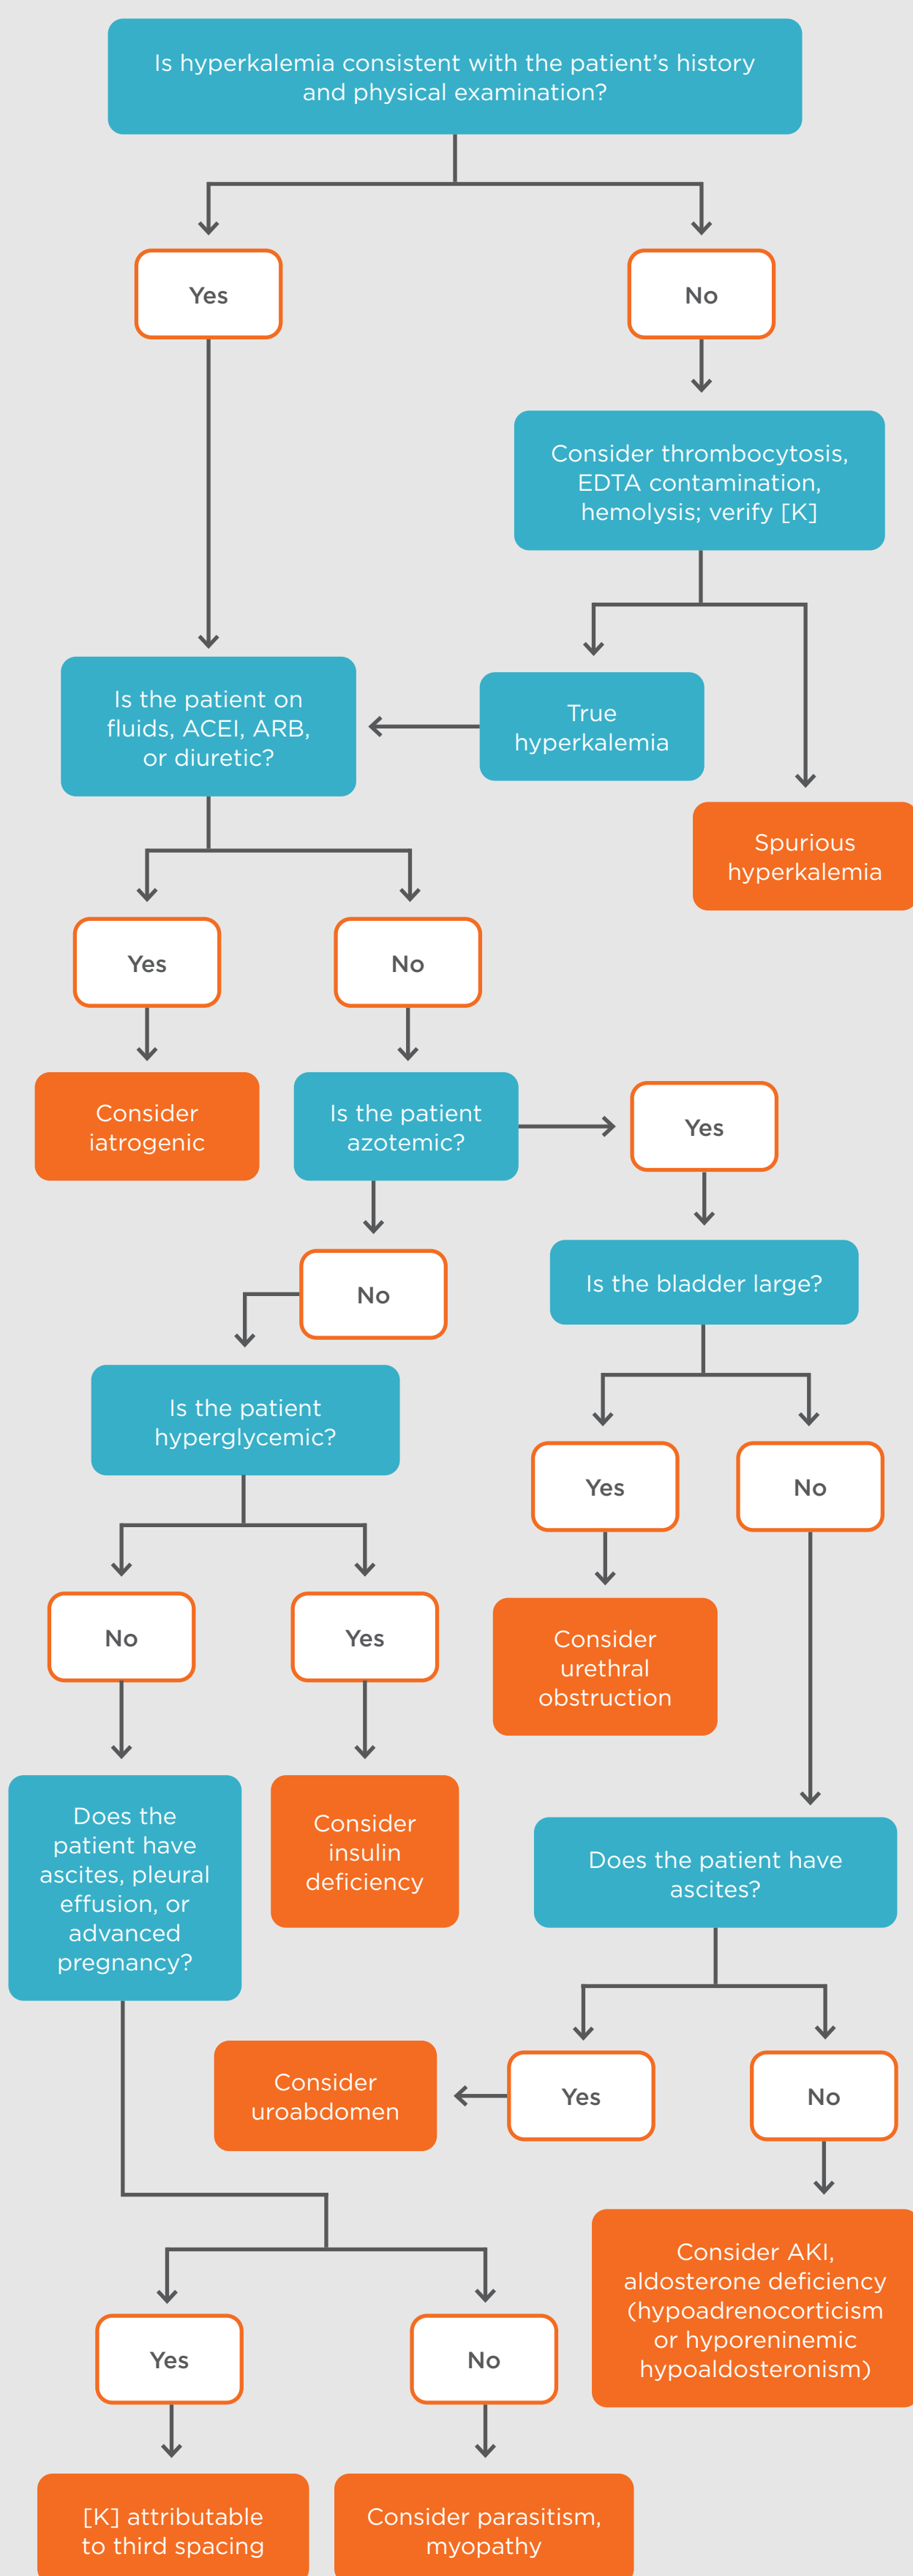 Is hyperkalemia consistent with the patient’s history
and physical examination?
Yes
No
Consider thrombocytosis,
EDTA contamination,
hemolysis; verify [K]
Is the patient on
fluids, ACEI, ARB,
or diuretic?
True
hyperkalemia
Spurious
hyperkalemia
Yes
No
Consider
iatrogenic
Is the patient
azotemic?
Yes
No
Is the bladder large?
Is the patient
hyperglycemic?
Yes
No
No
Yes
Consider
urethral
obstruction
Does the
patient have
ascites, pleural
effusion, or
advanced
pregnancy?
Consider
insulin
deficiency
Does the patient have
ascites?
Consider
uroabdomen
Yes
No
Consider AKI,
aldosterone deficiency
(hypoadrenocorticism
or hyporeninemic
hypoaldosteronism)
Yes
No
[K] attributable
to third spacing
Consider parasitism,
myopathy